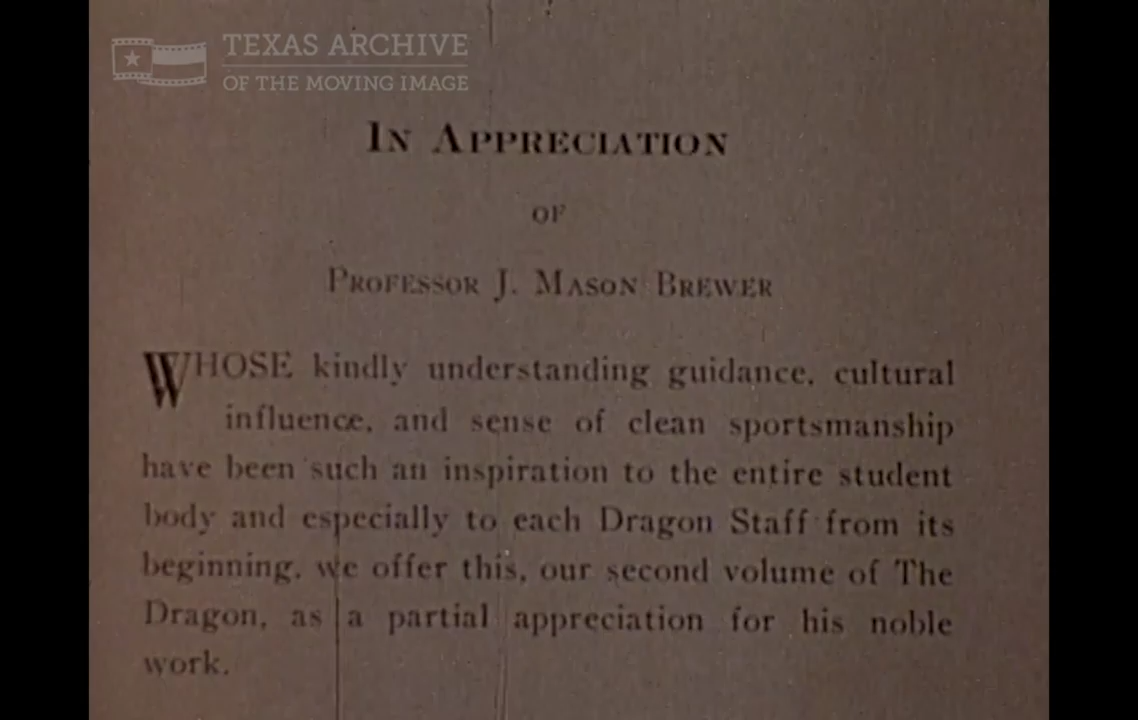 TEXAS ARCHIVE
OF THE MOVING IMAGE
IN APPRECIATION
OF
PROFESSOR J. MASON BREWER
WHOSE kindly understanding guidance, cultural
influence, and sense of clean sportsmanship
have been such an inspiration to the entire student
body and especially to each Dragon Staff from its
beginning, we offer this, our second volume of The
Dragon, as a partial appreciation for his noble
work.